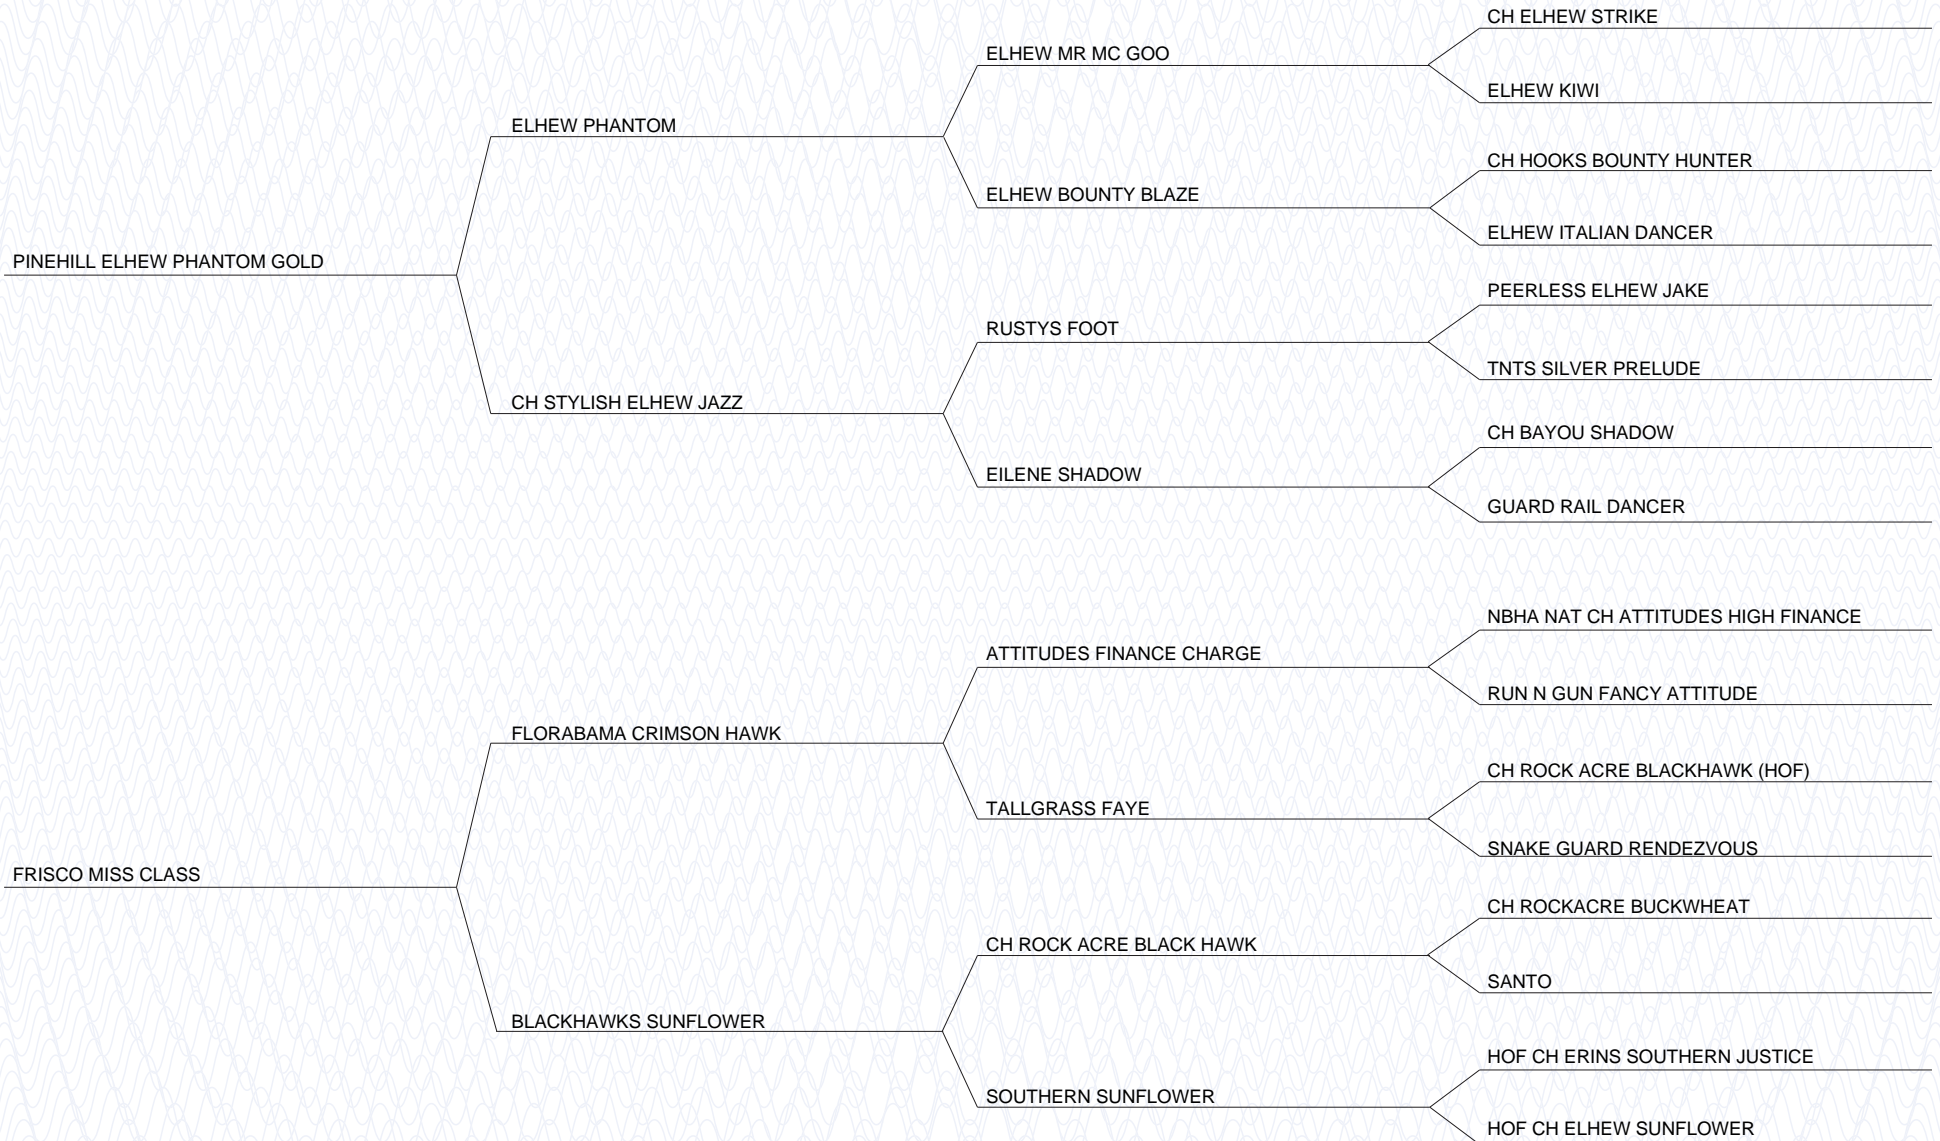 CH ELHEW STRIKE
ELHEW MR MC GOO
ELHEW KIWI
ELHEW PHANTOM
CH HOOKS BOUNTY HUNTER
ELHEW BOUNTY BLAZE
ELHEW ITALIAN DANCER
PINEHILL ELHEW PHANTOM GOLD
PEERLESS ELHEW JAKE
RUSTYS FOOT
TNTS SILVER PRELUDE
CH STYLISH ELHEW JAZZ
CH BAYOU SHADOW
EILENE SHADOW
GUARD RAIL DANCER
NBHA NAT CH ATTITUDES HIGH FINANCE
ATTITUDES FINANCE CHARGE
RUN N GUN FANCY ATTITUDE
FLORABAMA CRIMSON HAWK
CH ROCK ACRE BLACKHAWK (HOF)
TALLGRASS FAYE
SNAKE GUARD RENDEZVOUS
FRISCO MISS CLASS
CH ROCKACRE BUCKWHEAT
CH ROCK ACRE BLACK HAWK
SANTO
BLACKHAWKS SUNFLOWER
HOF CH ERINS SOUTHERN JUSTICE
SOUTHERN SUNFLOWER
HOF CH ELHEW SUNFLOWER